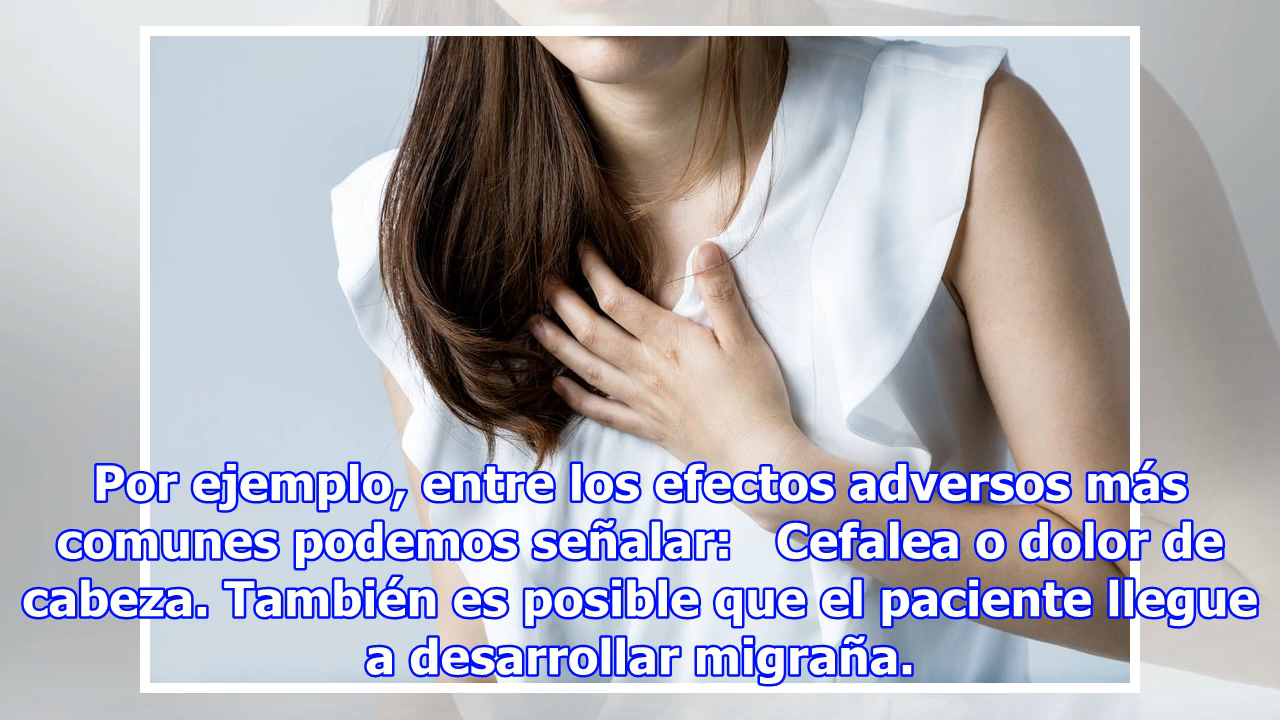 Por ejemplo, entre los efectos adversos más
comunes podemos señalar:   Cefalea o dolor de
cabeza. También es posible que el paciente llegue
a desarrollar migraña.